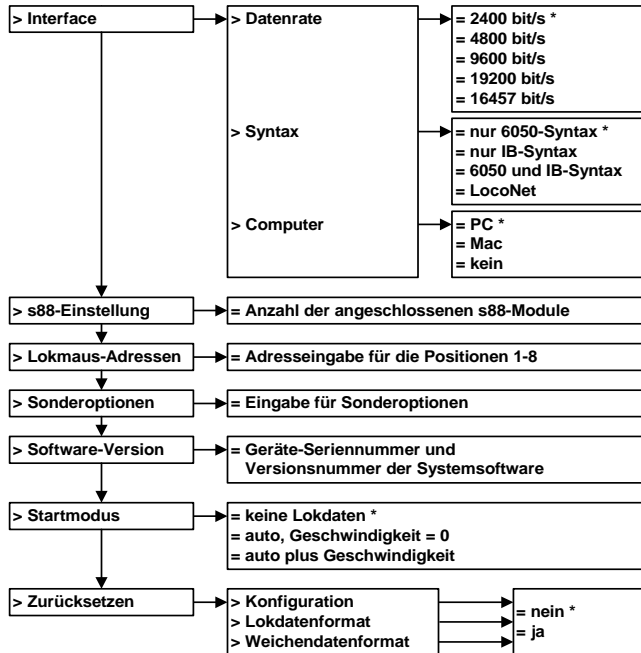 > Interface
> Datenrate
= 2400 bit/s *
= 4800 bit/s
= 9600 bit/s
= 19200 bit/s
= 16457 bit/s
> Syntax
= nur 6050-Syntax *
= nur IB-Syntax
= 6050 und IB-Syntax
= LocoNet
> Computer
= PC *
= Mac
= kein
> s88-Einstellung
= Anzahl der angeschlossenen s88-Module
> Lokmaus-Adressen
= Adresseingabe für die Positionen 1-8
> Sonderoptionen
= Eingabe für Sonderoptionen
> Software-Version
= Geräte-Seriennummer und
Versionsnummer der Systemsoftware
> Startmodus
= keine Lokdaten *
= auto, Geschwindigkeit = 0
= auto plus Geschwindigkeit
> Zurücksetzen
> Konfiguration
> Lokdatenformat
> Weichendatenformat
= nein *
= ja